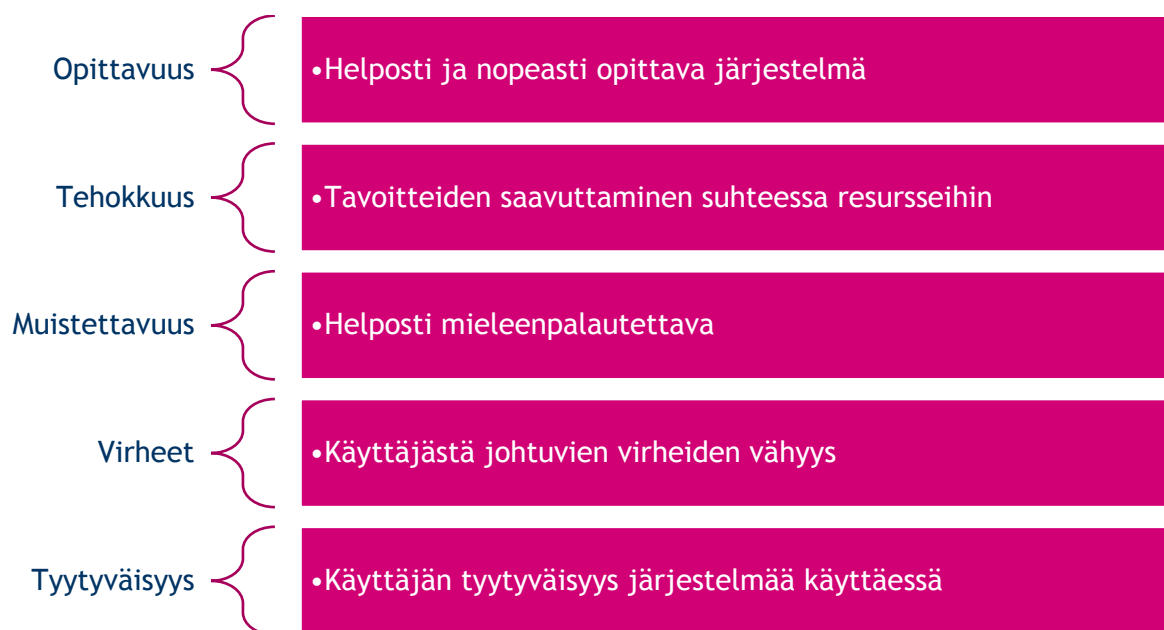 Opittavuus
•Helposti ja nopeasti opittava järjestelmä
Tehokkuus
•Tavoitteiden saavuttaminen suhteessa resursseihin
Muistettavuus
•Helposti mieleenpalautettava
Virheet
•Käyttäjästä johtuvien virheiden vähyys
Tyytyväisyys
•Käyttäjän tyytyväisyys järjestelmää käyttäessä